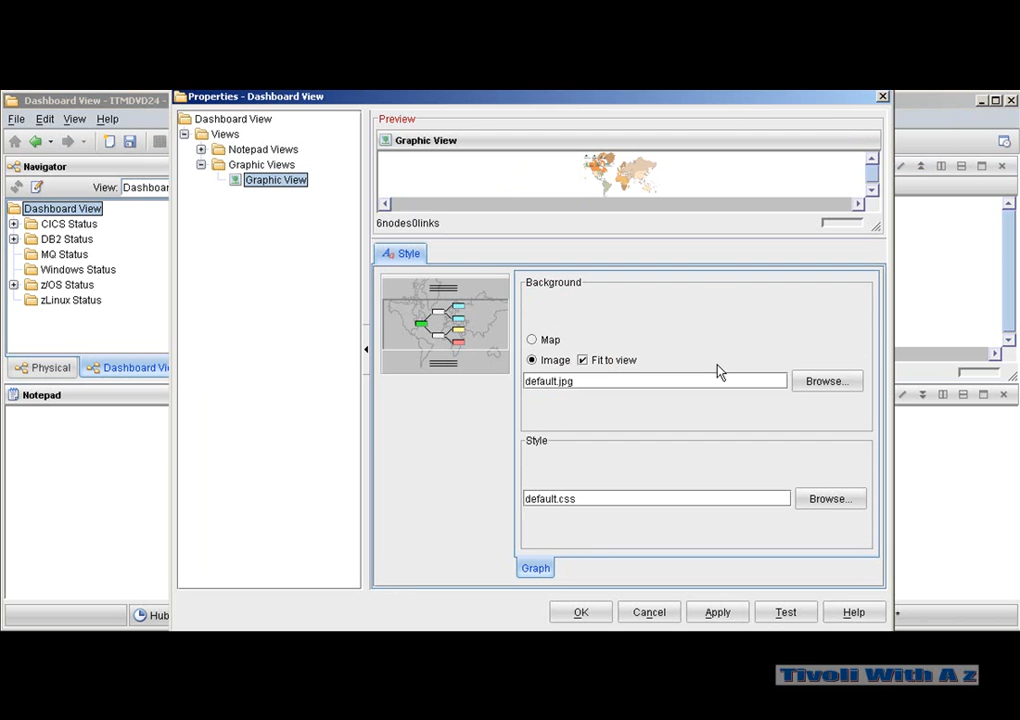 Dashboard View - ITMDVD24 -
File Edit View Help
Navigator
View: Dashboar
Dashboard View
CICS Status
DB2 Status
MQ Status
Windows Status
z/OS Status
zLinux Status
Physical
Dashboard Vi
Notepad
Hub
Properties - Dashboard View
Dashboard View
Views
Notepad Views
Graphic Views
Graphic View
Preview
Graphic View
6nodes0links
Style
Background
Map
Image Fit to view
default.jpg Browse...
Style
default.css Browse...
Graph
OK Cancel Apply Test Help
Tivoli With A z